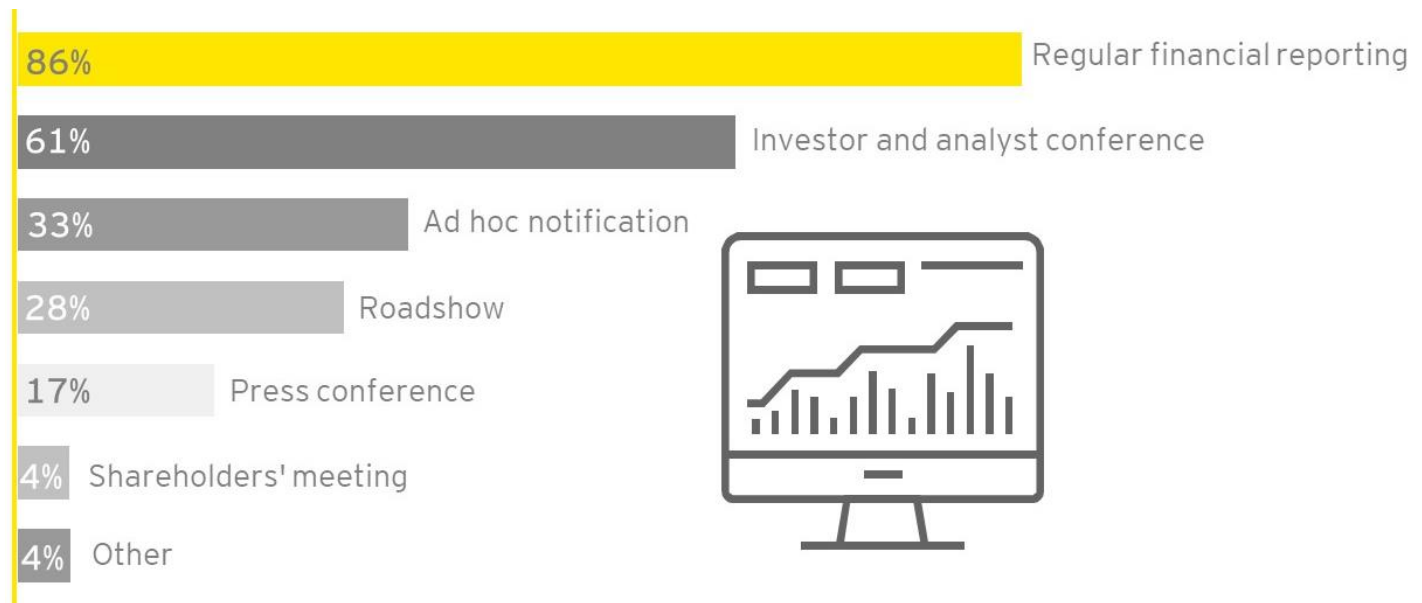 86% Regular financial reporting
61% Investor and analyst conference
33% Ad hoc notification
28% Roadshow
17% Press conference
4% Shareholders' meeting
4% Other